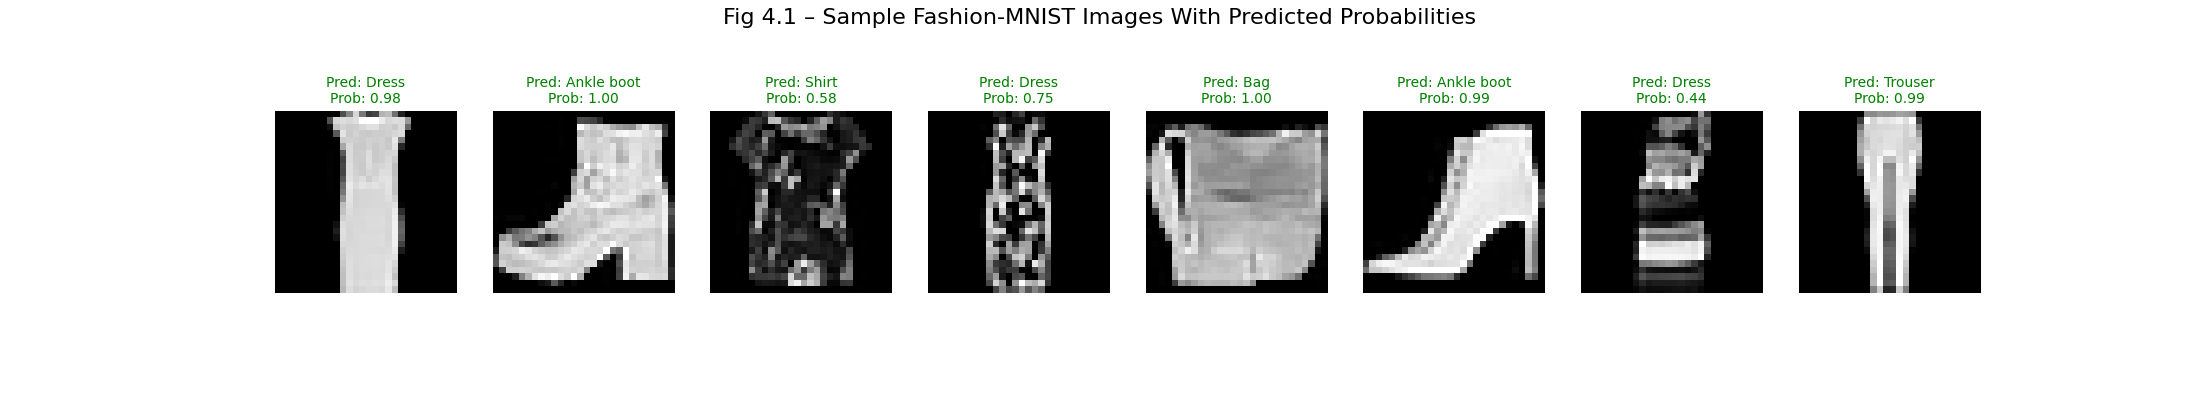 Fig 4.1 – Sample Fashion-MNIST Images With Predicted Probabilities
Pred: Dress
Prob: 0.98
Pred: Ankle boot
Prob: 1.00
Pred: Shirt
Prob: 0.58
Pred: Dress
Prob: 0.75
Pred: Bag
Prob: 1.00
Pred: Ankle boot
Prob: 0.99
Pred: Dress
Prob: 0.44
Pred: Trouser
Prob: 0.99